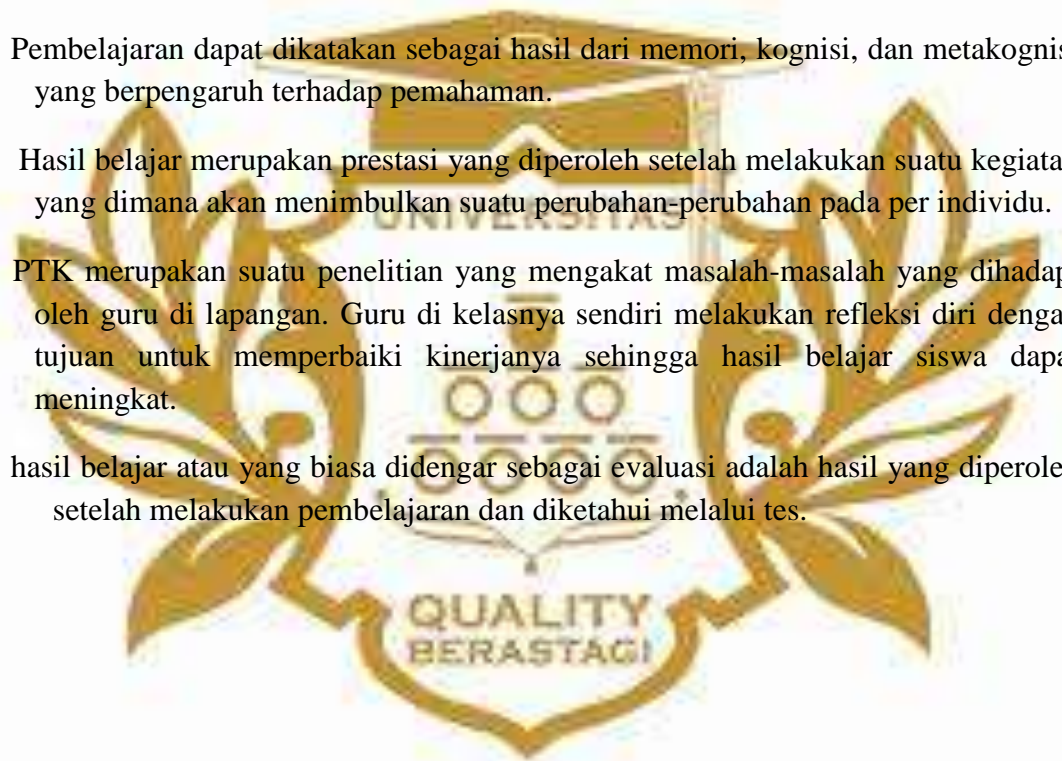 Pembelajaran dapat dikatakan sebagai hasil dari memori, kognisi, dan metakognis
yang berpengaruh terhadap pemahaman.
Hasil belajar merupakan prestasi yang diperoleh setelah melakukan suatu kegiata
yang dimana akan menimbulkan suatu perubahan-perubahan pada per individu.
UNIVERSITAS
PTK merupakan suatu penelitian yang mengakat masalah-masalah yang dihadap
oleh guru di lapangan. Guru di kelasnya sendiri melakukan refleksi diri denga
tujuan untuk memperbaiki kinerjanya sehingga hasil belajar siswa dapa
meningkat.
hasil belajar atau yang biasa didengar sebagai evaluasi adalah hasil yang diperole
setelah melakukan pembelajaran dan diketahui melalui tes.
QUALITY
BERASTAGI